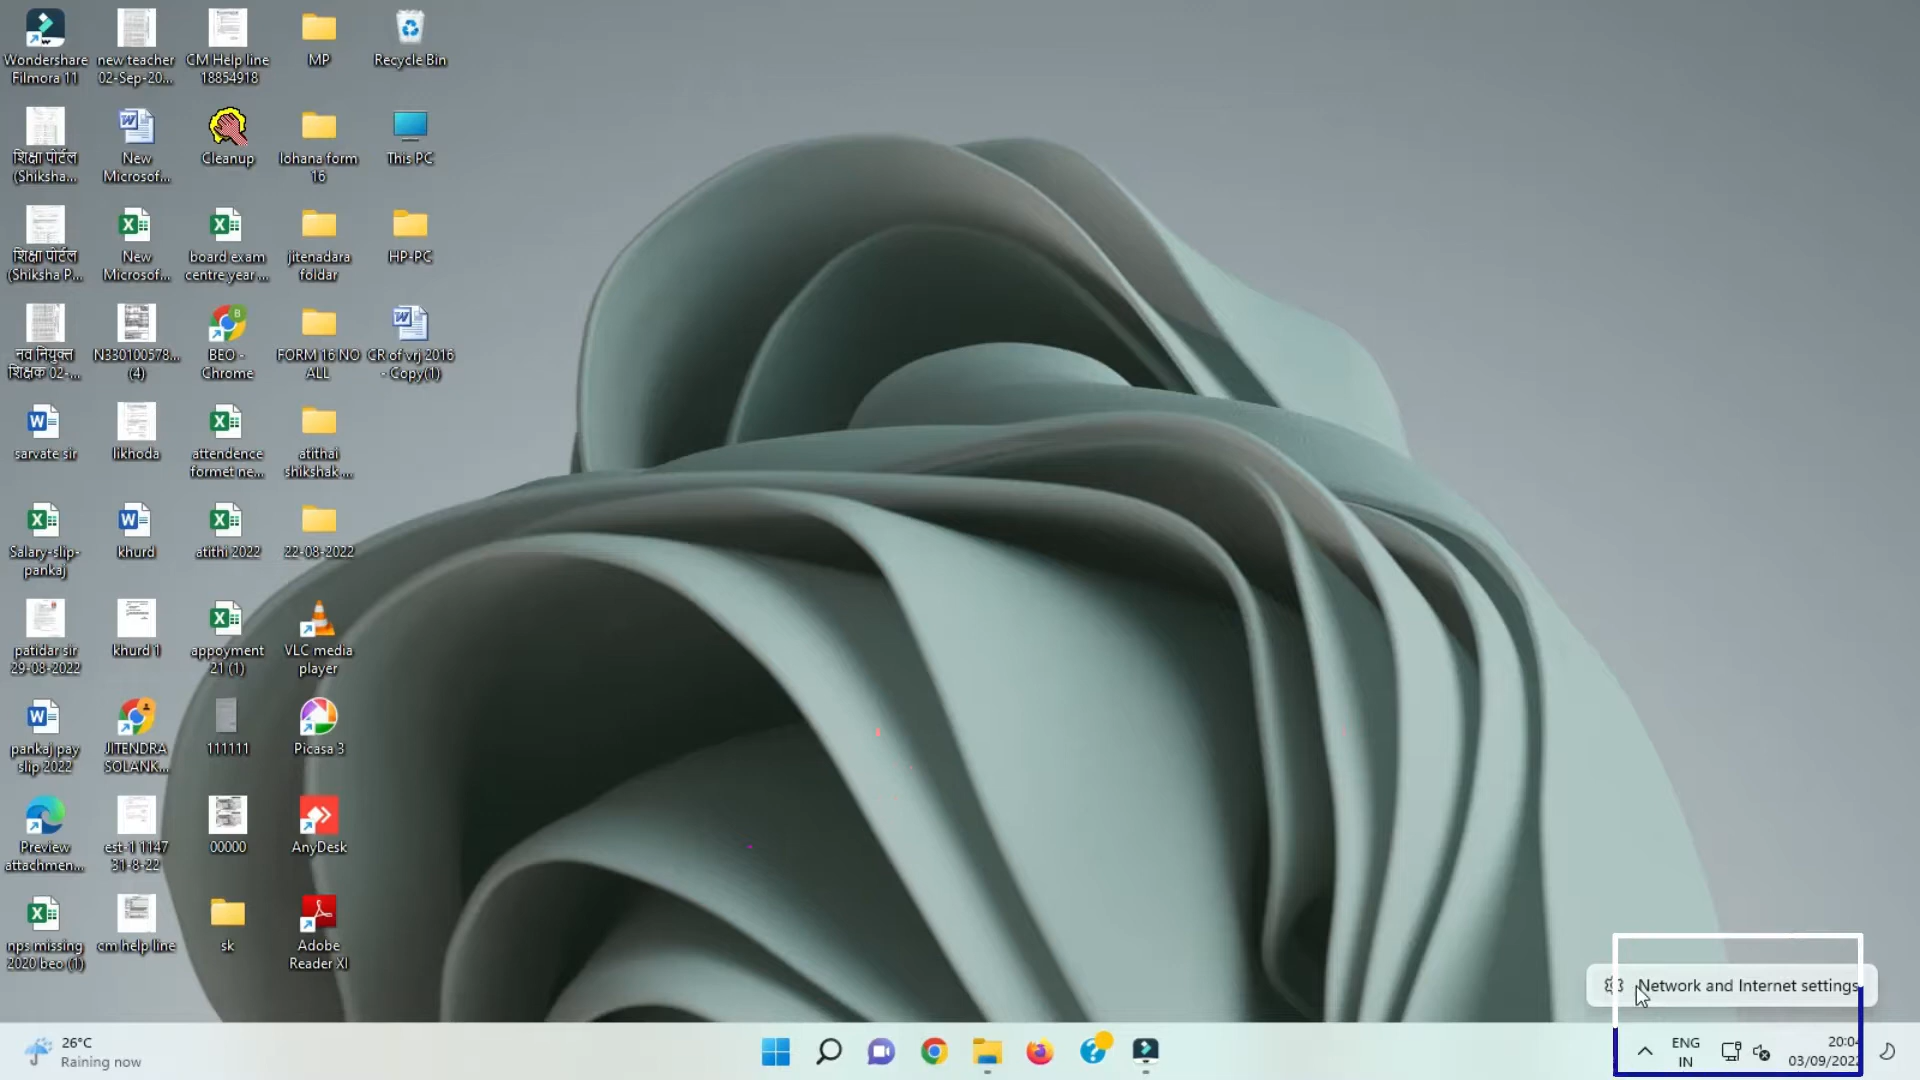 Wondershare
Filmora 11
new teacher
02-Sep-20...
CM Help line
18854918
MP
Recycle Bin
शिक्षा पोर्टल
(Shiksha...
New
Microsof...
Cleanup
lohana form
16
This PC
शिक्षा पोर्टल
(Shiksha P...
New
Microsof...
board exam
centre year ...
jitenadara
foldar
HP-PC
नव नियुक्त
शिक्षक 02-...
N330100578...
(4)
BEO -
Chrome
FORM 16 NO
ALL
CR of vrj 2016
- Copy(1)
sarvate sir
likhoda
attendence
formet ne...
atithai
shikshak ...
Salary-slip-
pankaj
khurd
atithi 2022
22-08-2022
patidar sir
29-08-2022
khurd 1
appoyment
21 (1)
VLC media
player
pankaj pay
slip 2022
JITENDRA
SOLANK...
111111
Picasa 3
Preview
attachmen...
est-1 1147
31-8-22
00000
AnyDesk
nps missing
2020 beo (1)
cm help line
sk
Adobe
Reader XI
Network and Internet settings
26°C
Raining now
ENG
IN
20:04
03/09/2022